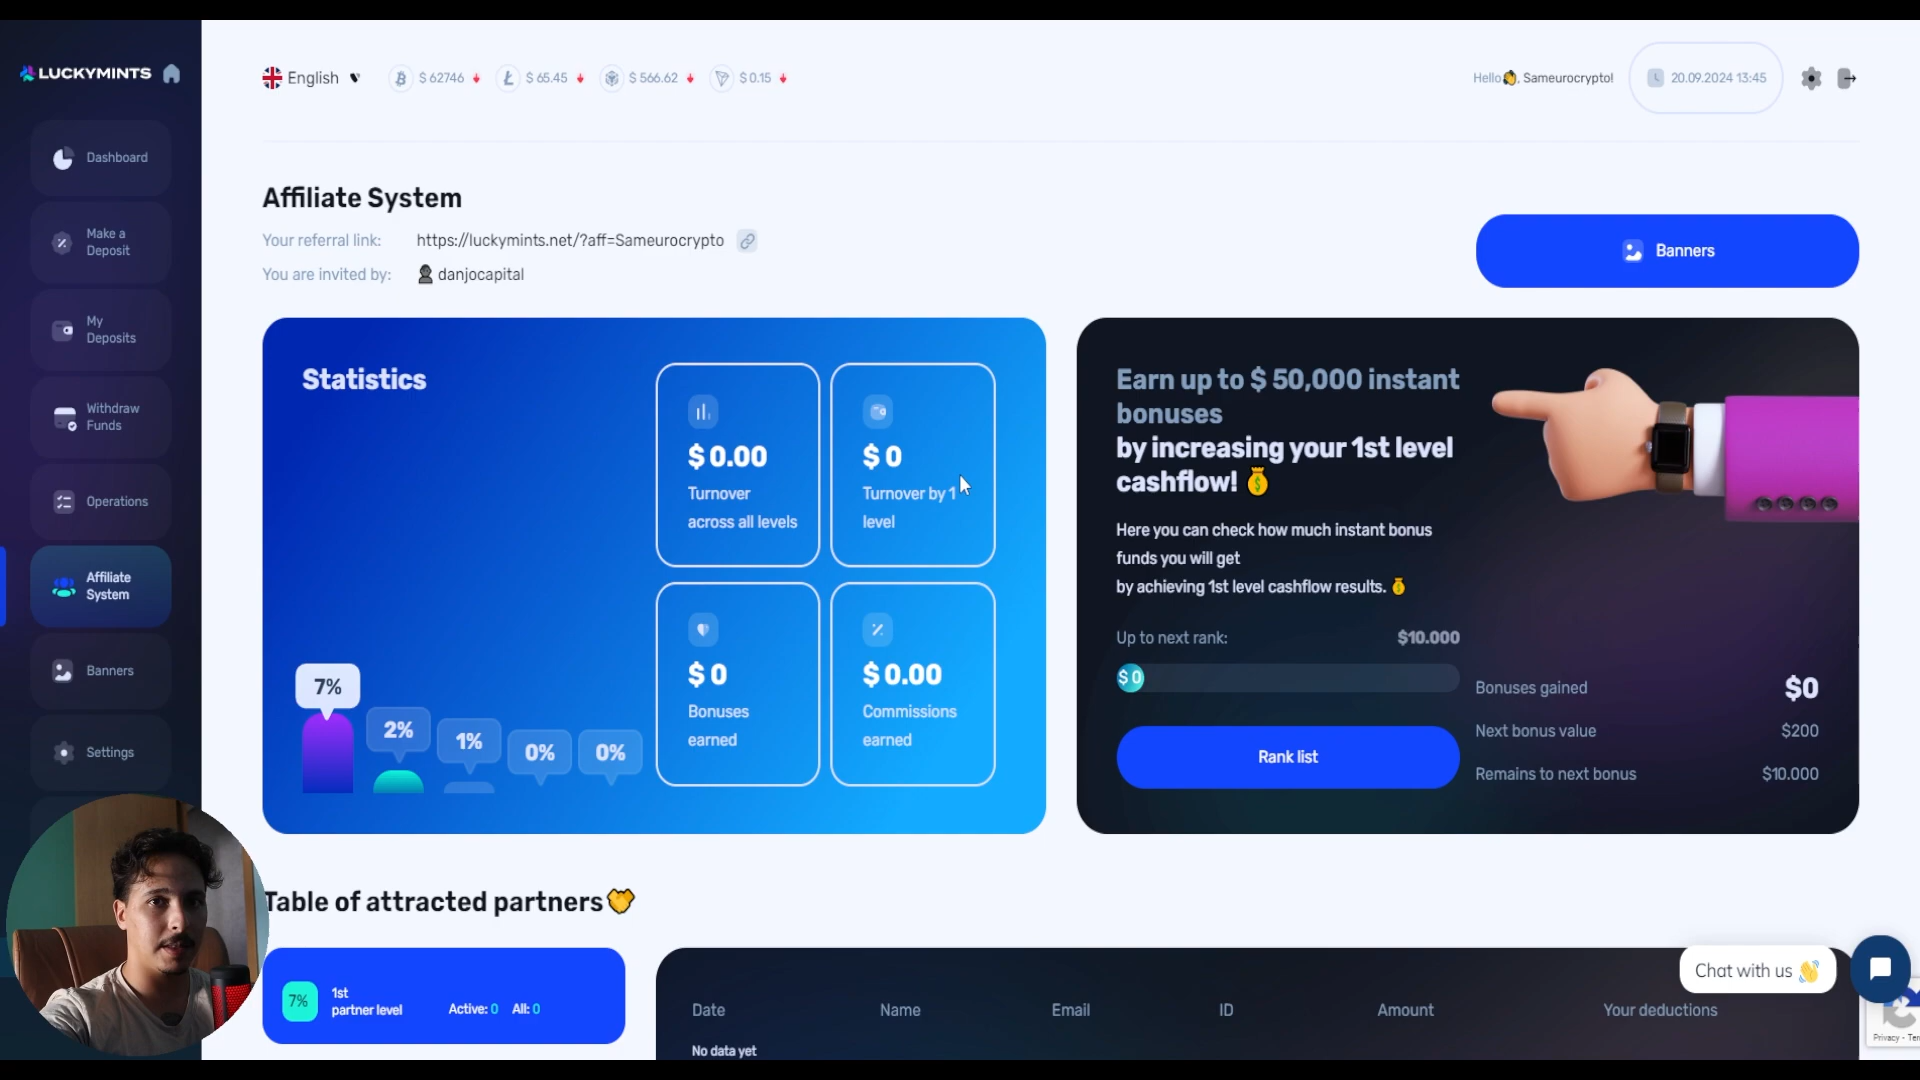 LUCKYMINTS
English
$ 62746
$ 65.45
$ 566.62
$ 0.15
Hello👋, Sameurocrypto!
20.09.2024 13:45
Dashboard
Make a
Deposit
My
Deposits
Withdraw
Funds
Operations
Affiliate
System
Banners
Settings
Affiliate System
Your referral link: https://luckymints.net/?aff=Sameurocrypto
You are invited by: danjocapital
Banners
Statistics
$ 0.00
Turnover
across all levels
$ 0
Turnover by 1
level
$ 0
Bonuses
earned
$ 0.00
Commissions
earned
7%
2%
1%
0%
0%
Earn up to $ 50,000 instant
bonuses
by increasing your 1st level
cashflow! 💰
Here you can check how much instant bonus
funds you will get
by achieving 1st level cashflow results. 💰
Up to next rank: $10.000
$ 0
Rank list
Bonuses gained $0
Next bonus value $200
Remains to next bonus $10.000
Table of attracted partners
7%
1st
partner level
Active: 0 All: 0
Date Name Email ID Amount Your deductions
No data yet
Chat with us 👋
Privacy - Ter